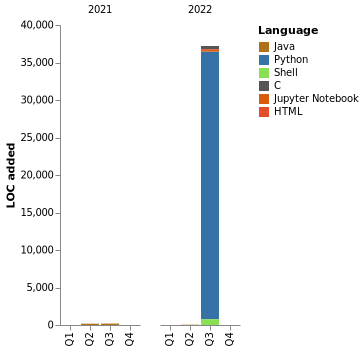 2021
2022
LOC added
40,000
35,000
30,000
25,000
20,000
15,000
10,000
5,000
0
Q1
Q2
Q3
Q4
Q1
Q2
Q3
Q4
Language
Java
Python
Shell
C
Jupyter Notebook
HTML